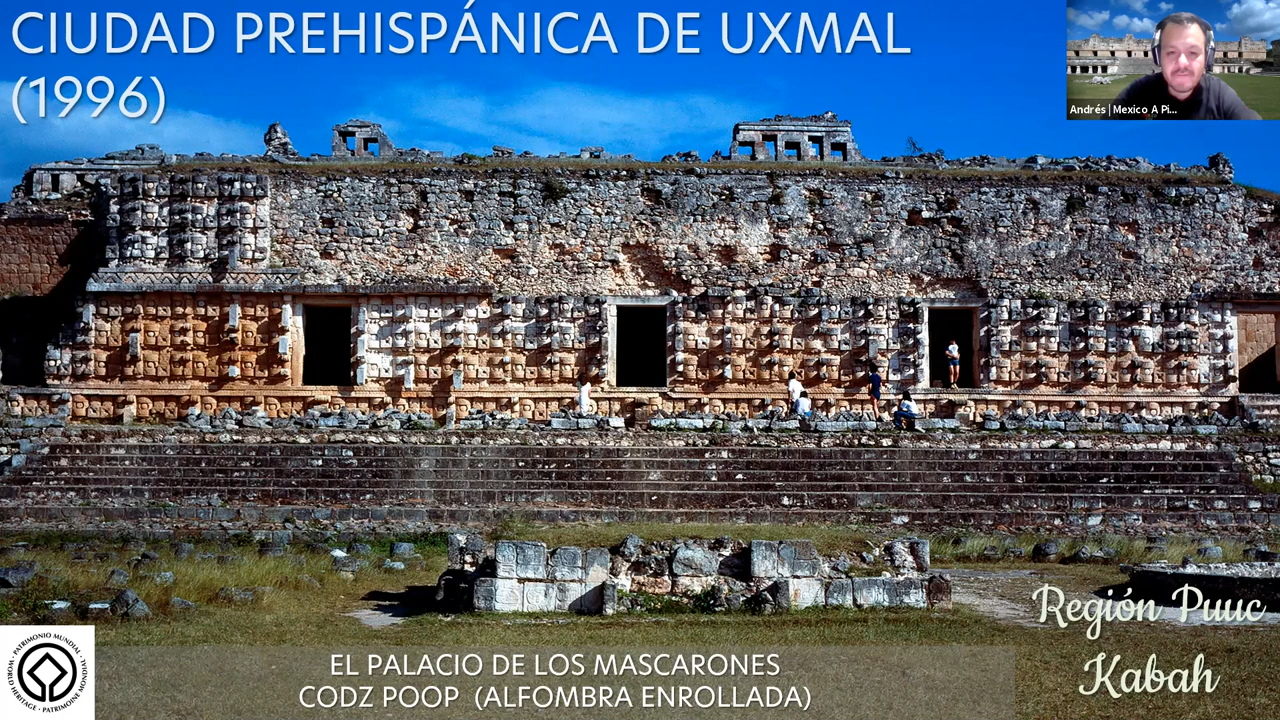 CIUDAD PREHISPÁNICA DE UXMAL
(1996)
Andrés | Mexico A Pi...
Región Puuc
Kabah
PATRIMONIO MUNDIAL
WORLD HERITAGE
PATRIMOINE MONDIAL
EL PALACIO DE LOS MASCARONES
CODZ POOP (ALFOMBRA ENROLLADA)